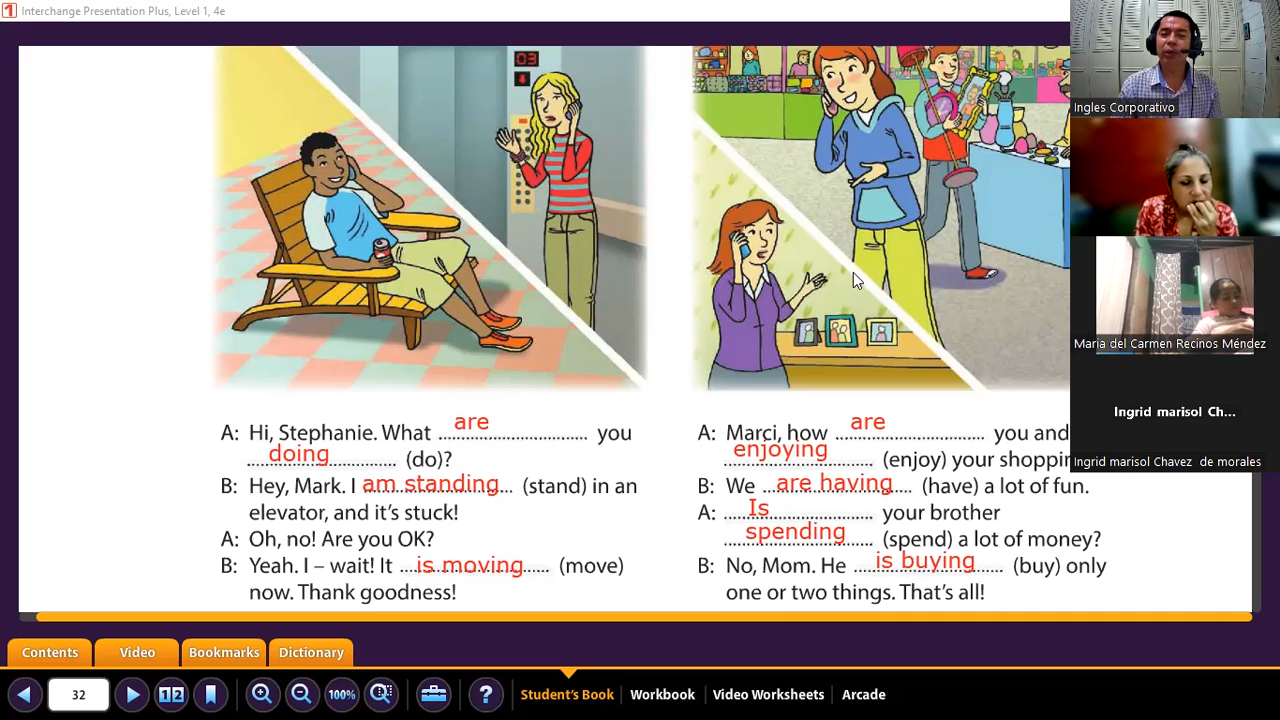 Interchange Presentation Plus, Level 1, 4e
03
Ingles Corporativo
Maria del Carmen Recinos Méndez
Ingrid marisol Ch...
Ingrid marisol Chavez de morales
A: Hi, Stephanie. What are you
doing (do)?
B: Hey, Mark. I am standing (stand) in an
elevator, and it's stuck!
A: Oh, no! Are you OK?
B: Yeah. I – wait! It is moving (move)
now. Thank goodness!
A: Marci, how are you and
enjoying (enjoy) your
B: We are having (have) a lot of fun.
A: Is your brother
spending (spend) a lot of money?
B: No, Mom. He is buying (buy) only
one or two things. That's all!
Contents Video Bookmarks Dictionary
32 1 2 100% ? Student's Book Workbook Video Worksheets Arcade